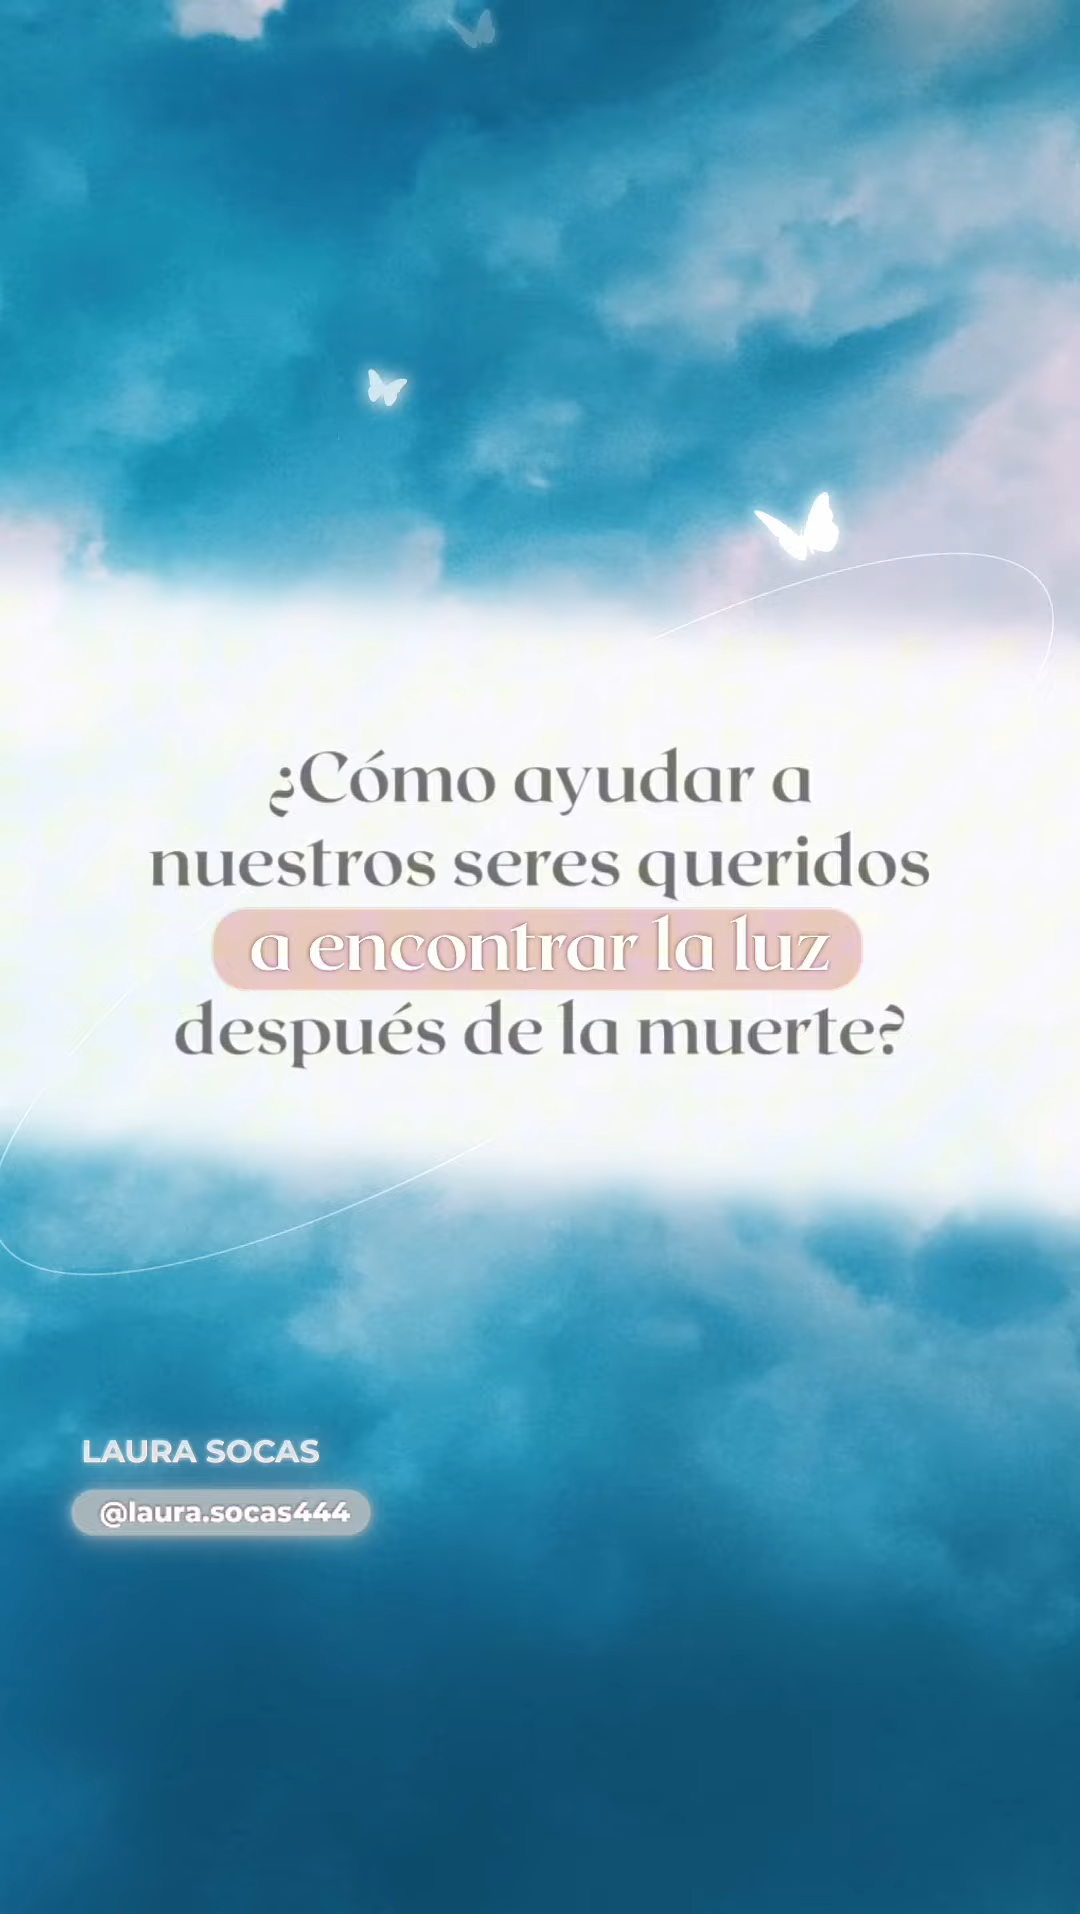 ¿Cómo ayudar a
nuestros seres queridos
a encontrar la luz
después de la muerte?
LAURA SOCAS
@laura.socas444